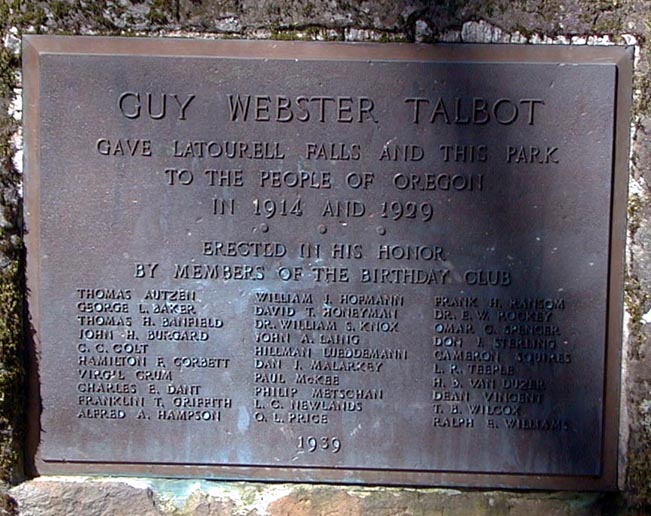 GUY WEBSTER TALBOT
GAVE LATOURELL FALLS AND THIS PARK
TO THE PEOPLE OF OREGON
IN 1914 AND 1929
• • •
ERECTED IN HIS HONOR
BY MEMBERS OF THE BIRTHDAY CLUB
THOMAS AUTZEN
GEORGE L. BAKER
THOMAS H. BANFIELD
JOHN H. BURGARD
C. C. COLT
HAMILTON F. CORBETT
VIRGIL CRUM
CHARLES E. DANT
FRANKLIN T. GRIFFITH
ALFRED A. HAMPSON
WILLIAM J. HOFMANN
DAVID T. HONEYMAN
DR. WILLIAM S. KNOX
JOHN A. LAING
HILLMAN LUEDDEMANN
DAN J. MALARKEY
PAUL MCKEE
PHILIP METSCHAN
L. C. NEWLANDS
O. L. PRICE
FRANK H. RANSOM
DR. E. W. ROCKEY
OMAR C. SPENCER
DON J. STERLING
CAMERON SQUIRES
L. R. TEEPLE
H. B. VAN DUZER
DEAN VINCENT
T. B. WILCOX
RALPH E. WILLIAMS
1939